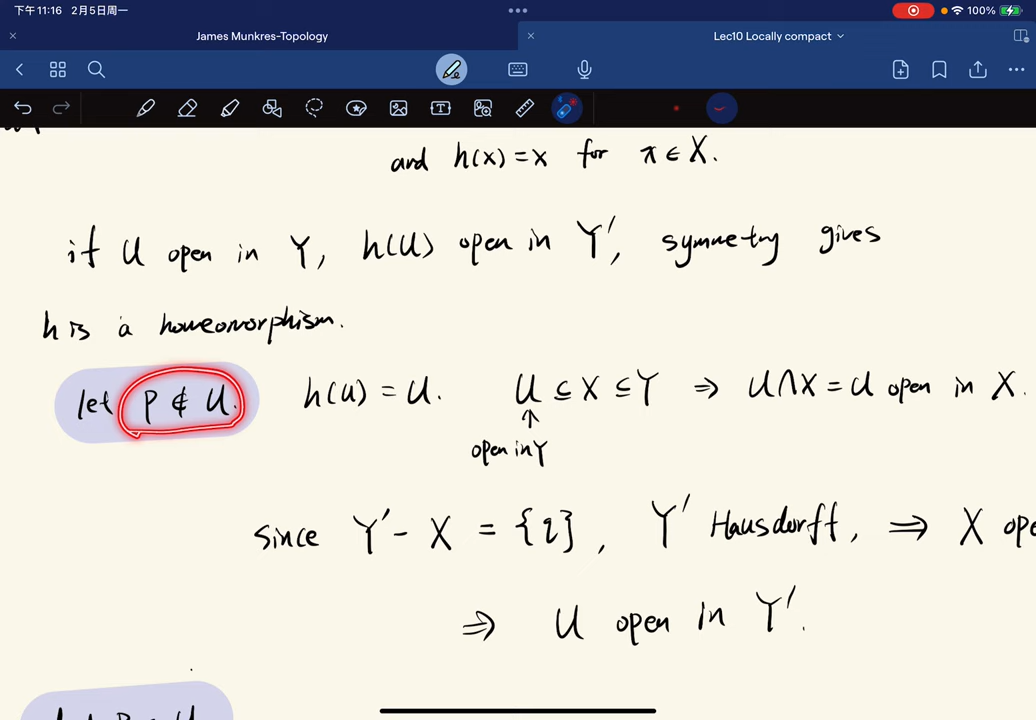 下午11:16 2月5日周一
100%
James Munkres-Topology
Lec10 Locally compact
T
and h(x) = x for x ∈ X.
if U open in Y, h(U) open in Y', symmetry gives
h is a homeomorphism.
let p ∉ U. h(U) = U. U ⊆ X ⊆ Y ⇒ U∩X = U open in X.
↑
open in Y
since Y' - X = {q}, Y' Hausdorff, ⇒ X ope
⇒ U open in Y'.